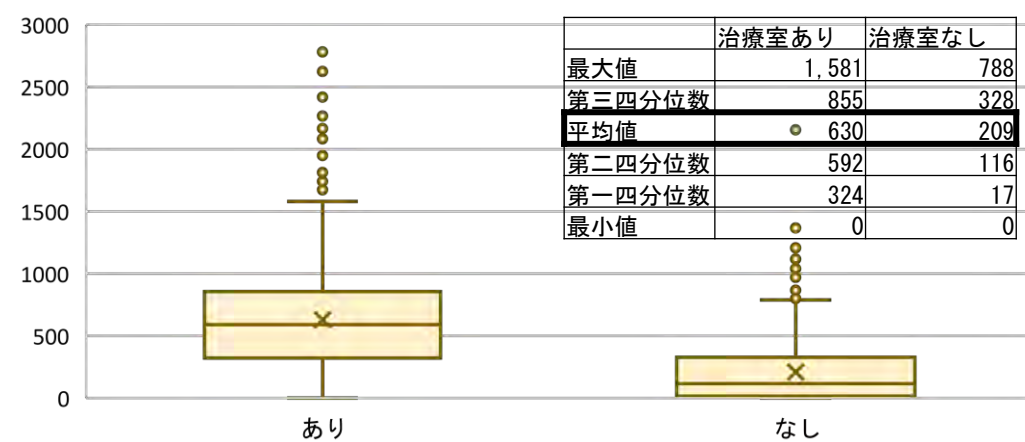 3000
2500
2000
1500
1000
500
0
あり
なし
治療室あり 治療室なし
最大値 1,581 788
第三四分位数 855 328
平均値 630 209
第二四分位数 592 116
第一四分位数 324 17
最小値 0 0